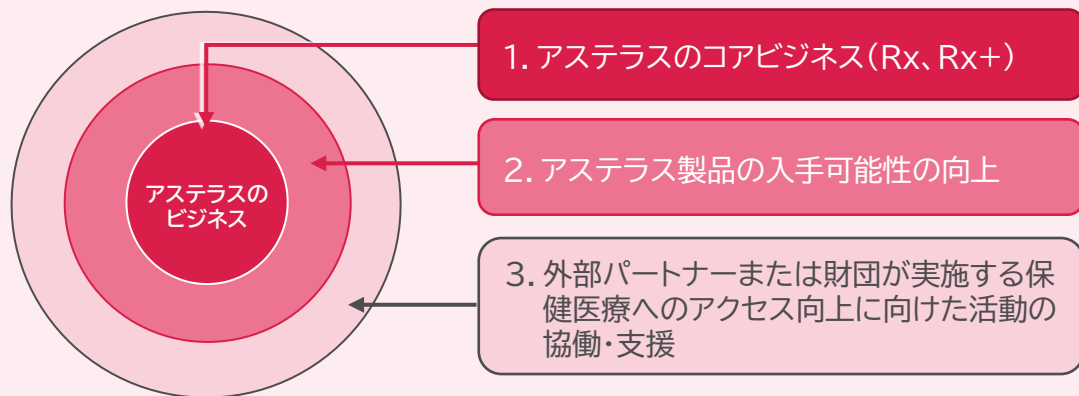 アステラスの
ビジネス
1. アステラスのコアビジネス(Rx、Rx+)
2. アステラス製品の入手可能性の向上
3. 外部パートナーまたは財団が実施する保
健医療へのアクセス向上に向けた活動の
協働・支援